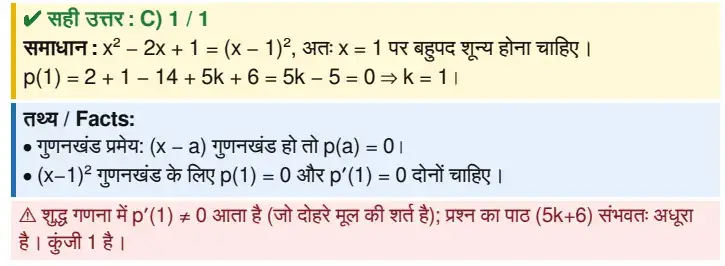 ✔ सही उत्तर : C) 1 / 1
समाधान : x² − 2x + 1 = (x − 1)², अतः x = 1 पर बहुपद शून्य होना चाहिए।
p(1) = 2 + 1 − 14 + 5k + 6 = 5k − 5 = 0 ⇒ k = 1।
तथ्य / Facts:
• गुणनखंड प्रमेय: (x − a) गुणनखंड हो तो p(a) = 0।
• (x−1)² गुणनखंड के लिए p(1) = 0 और p′(1) = 0 दोनों चाहिए।
⚠ शुद्ध गणना में p′(1) ≠ 0 आता है (जो दोहरे मूल की शर्त है); प्रश्न का पाठ (5k+6) संभवतः अधूरा
है। कुंजी 1 है।